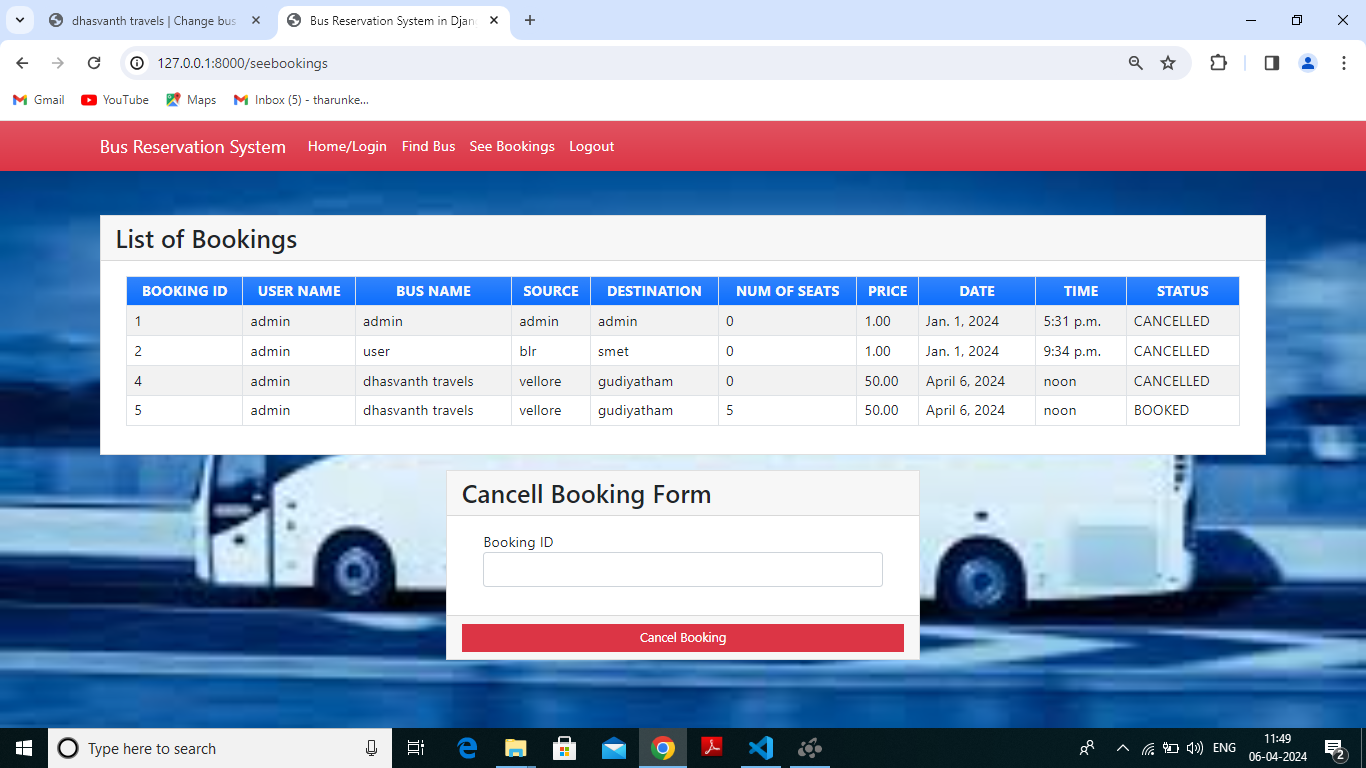 dhasvanth travels | Change bus
Bus Reservation System in Djan
127.0.0.1:8000/seebookings
Gmail YouTube Maps Inbox (5) - tharunke...
Bus Reservation System Home/Login Find Bus See Bookings Logout
List of Bookings
BOOKING ID USER NAME BUS NAME SOURCE DESTINATION NUM OF SEATS PRICE DATE TIME STATUS
1 admin admin admin admin 0 1.00 Jan. 1, 2024 5:31 p.m. CANCELLED
2 admin user blr smet 0 1.00 Jan. 1, 2024 9:34 p.m. CANCELLED
4 admin dhasvanth travels vellore gudiyatham 0 50.00 April 6, 2024 noon CANCELLED
5 admin dhasvanth travels vellore gudiyatham 5 50.00 April 6, 2024 noon BOOKED
Cancell Booking Form
Booking ID
Cancel Booking
Type here to search
ENG
11:49
06-04-2024
2